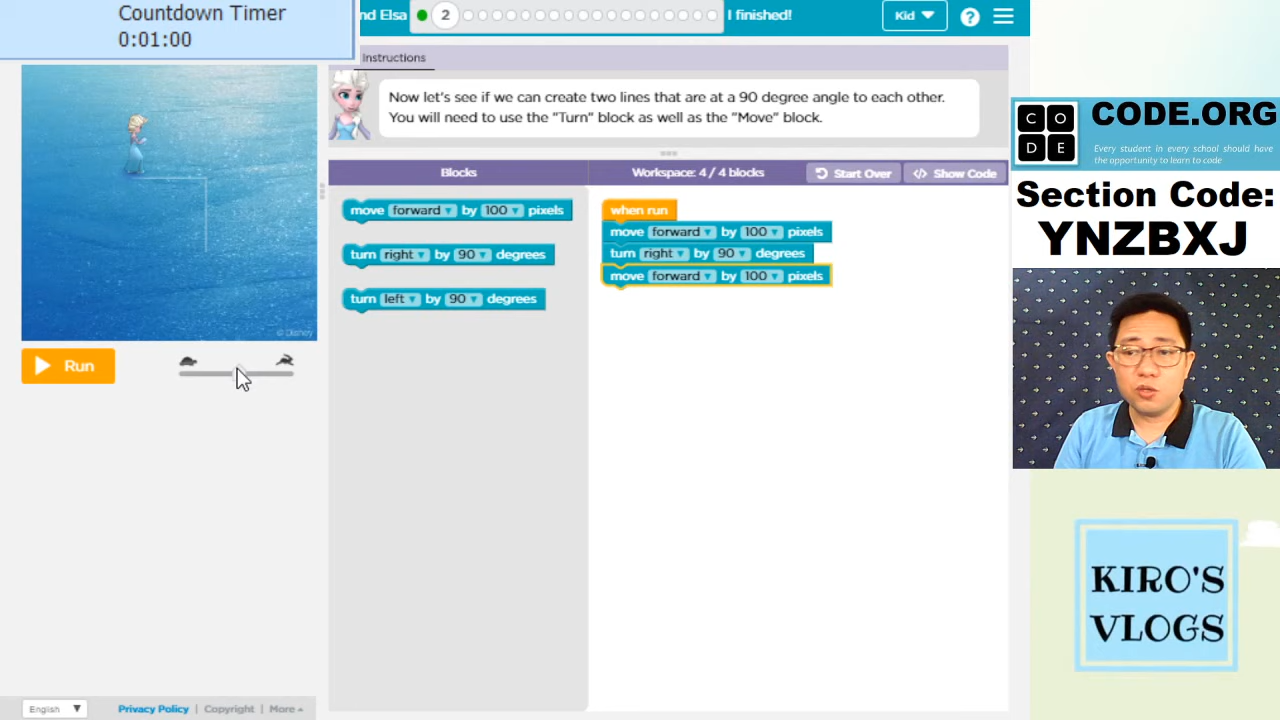 Countdown Timer
0:01:00
nd Elsa
2
I finished!
Kid
?
Instructions
Now let's see if we can create two lines that are at a 90 degree angle to each other.
You will need to use the "Turn" block as well as the "Move" block.
Blocks
Workspace: 4 / 4 blocks
Start Over
</> Show Code
move forward by 100 pixels
turn right by 90 degrees
turn left by 90 degrees
when run
move forward by 100 pixels
turn right by 90 degrees
move forward by 100 pixels
© Disney
Run
English
Privacy Policy | Copyright | More
C O
D E
CODE.ORG
Every student in every school should have
the opportunity to learn to code
Section Code:
YNZBXJ
KIRO'S
VLOGS